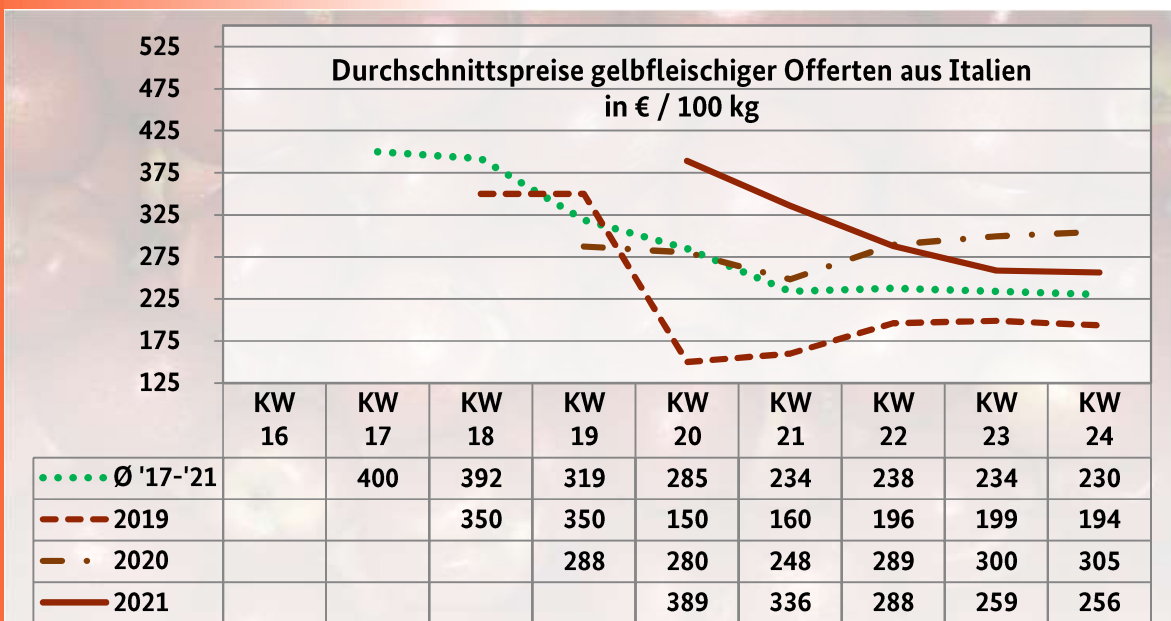 Durchschnittspreise gelbfleischiger Offerten aus Italien
in € / 100 kg
525
475
425
375
325
275
225
175
125
KW 16 KW 17 KW 18 KW 19 KW 20 KW 21 KW 22 KW 23 KW 24
Ø '17-'21 400 392 319 285 234 238 234 230
2019 350 350 150 160 196 199 194
2020 288 280 248 289 300 305
2021 389 336 288 259 256